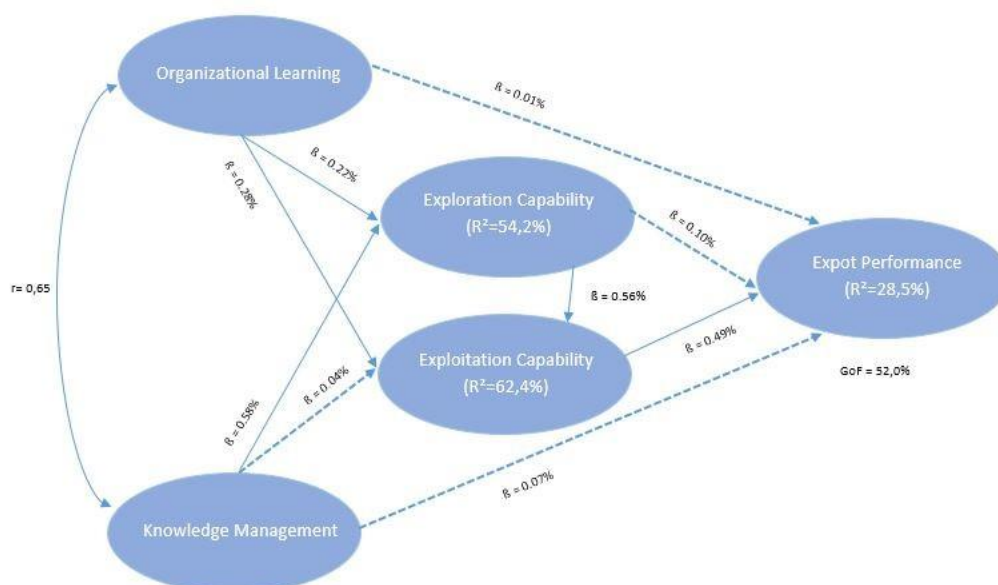 Organizational Learning
ß = 0.01%
ß = 0.22%
ß = 0.28%
Exploration Capability
(R²=54,2%)
ß = 0.10%
Expot Performance
(R²=28,5%)
r= 0,65
ß = 0.56%
Exploitation Capability
(R²=62,4%)
ß = 0.49%
GoF = 52,0%
ß = 0.04%
ß = 0.58%
ß = 0.07%
Knowledge Management